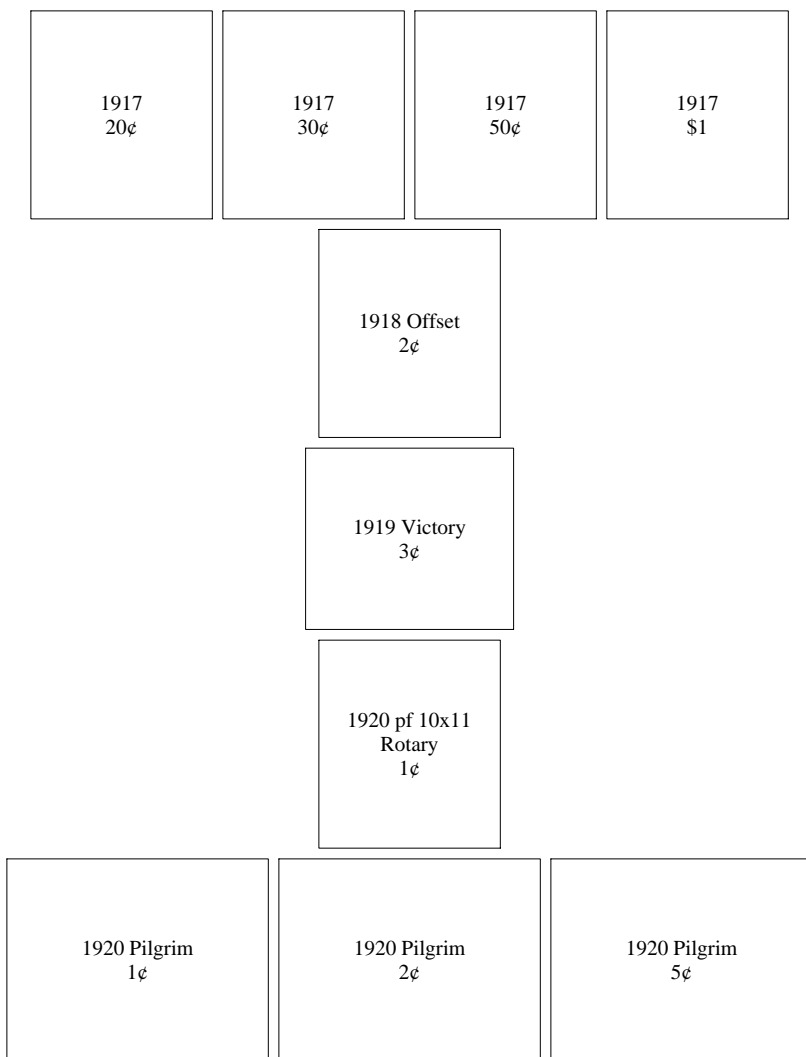 1917
20¢
1917
30¢
1917
50¢
1917
$1
1918 Offset
2¢
1919 Victory
3¢
1920 pf 10x11
Rotary
1¢
1920 Pilgrim
1¢
1920 Pilgrim
2¢
1920 Pilgrim
5¢